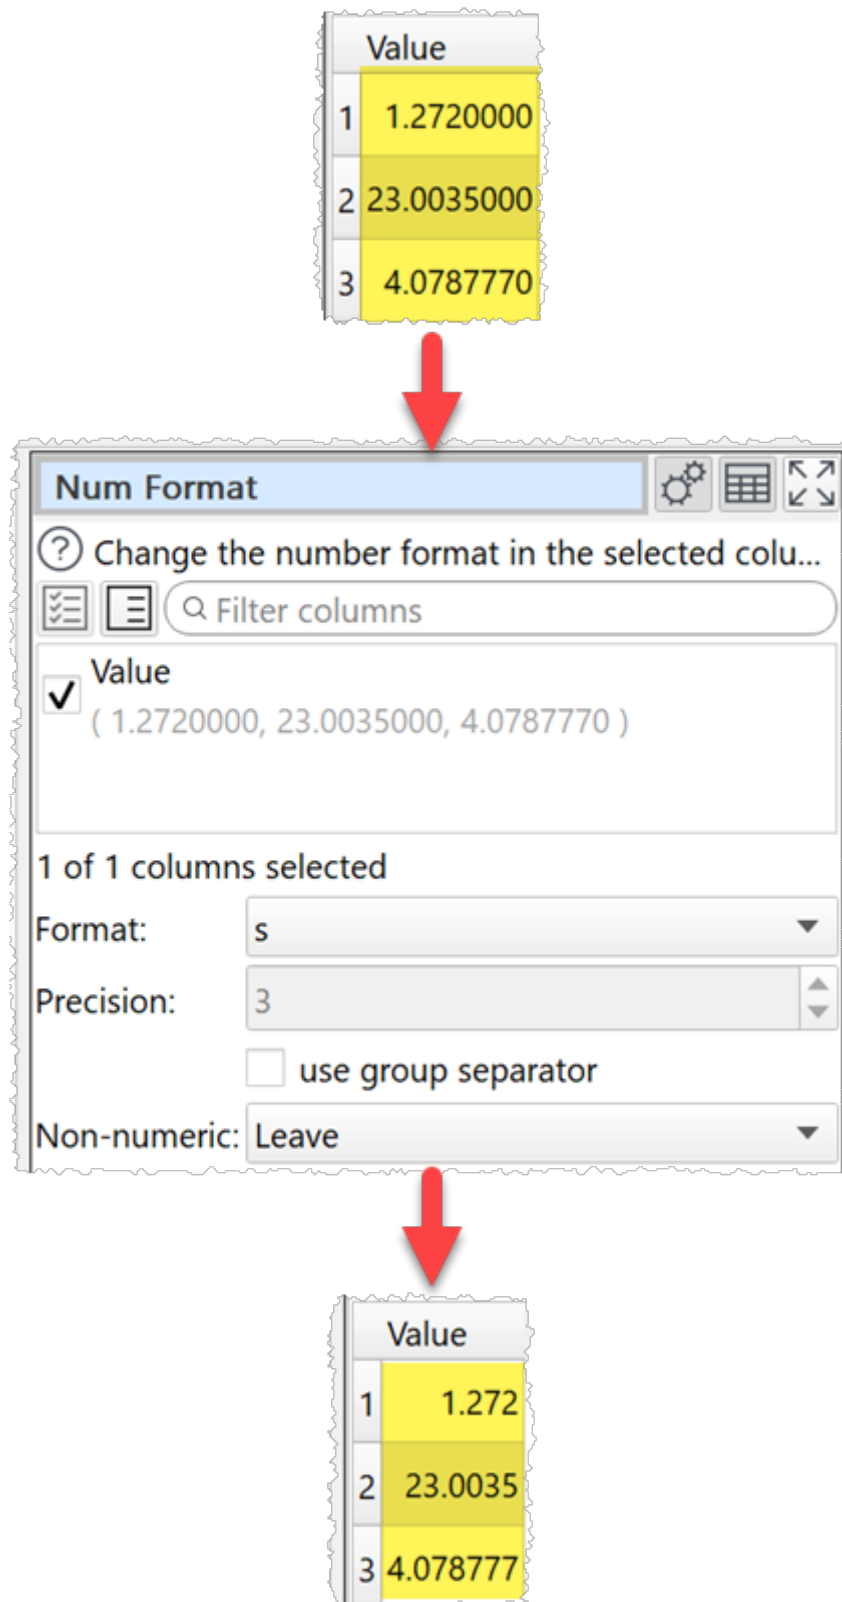 Value
1 1.2720000
2 23.0035000
3 4.0787770
Num Format
? Change the number format in the selected colu...
Filter columns
Value
( 1.2720000, 23.0035000, 4.0787770 )
1 of 1 columns selected
Format: s
Precision: 3
use group separator
Non-numeric: Leave
Value
1 1.272
2 23.0035
3 4.078777